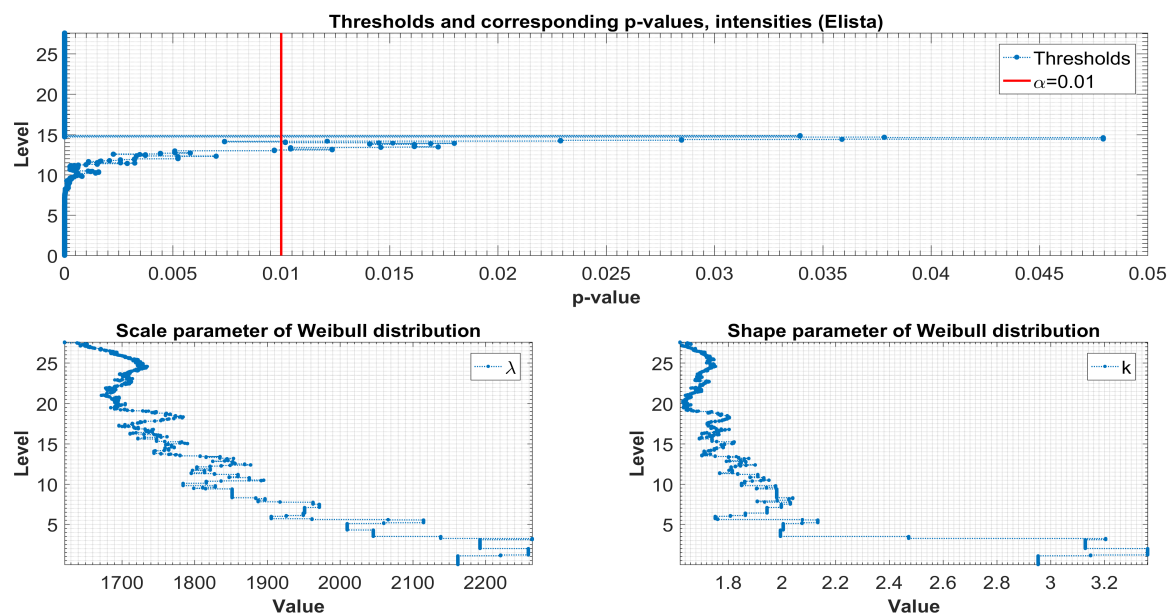 Thresholds and corresponding p-values, intensities (Elista)
Level
25
20
15
10
5
0
Thresholds
α=0.01
0 0.005 0.01 0.015 0.02 0.025 0.03 0.035 0.04 0.045 0.05
p-value
Scale parameter of Weibull distribution
Level
25
20
15
10
5
λ
1700 1800 1900 2000 2100 2200
Value
Shape parameter of Weibull distribution
Level
25
20
15
10
5
k
1.8 2 2.2 2.4 2.6 2.8 3 3.2
Value